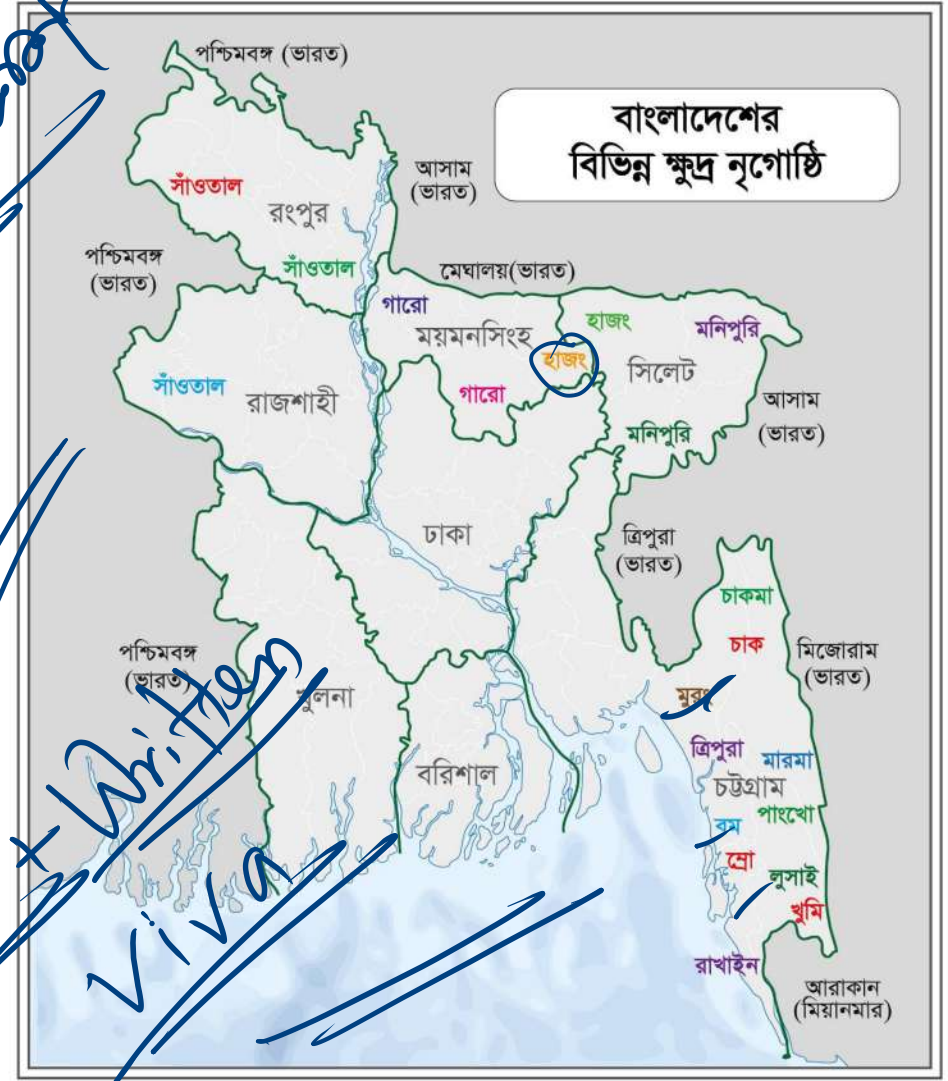 পশ্চিমবঙ্গ (ভারত)
বাংলাদেশের
বিভিন্ন ক্ষুদ্র নৃগোষ্ঠি
আসাম
(ভারত)
সাঁওতাল
রংপুর
পশ্চিমবঙ্গ
(ভারত)
সাঁওতাল
মেঘালয়(ভারত)
গারো
ময়মনসিংহ
হাজং
মনিপুরি
হাজং
সিলেট
সাঁওতাল
রাজশাহী
গারো
আসাম
(ভারত)
মনিপুরি
ঢাকা
ত্রিপুরা
(ভারত)
চাকমা
চাক
মিজোরাম
(ভারত)
পশ্চিমবঙ্গ
(ভারত)
খুলনা
মুরং
ত্রিপুরা
মারমা
বরিশাল
চট্টগ্রাম
পাংখো
বম
ম্রো
লুসাই
খুমি
রাখাইন
আরাকান
(মিয়ানমার)
+ Written
Viva